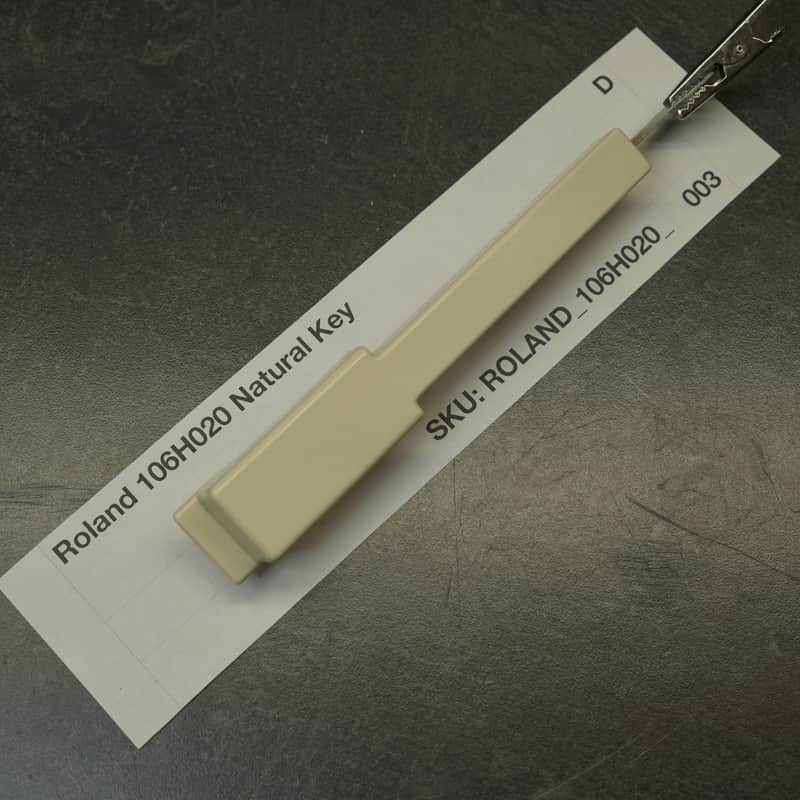 D
Roland 106H020 Natural Key
SKU: ROLAND_106H020_ 003